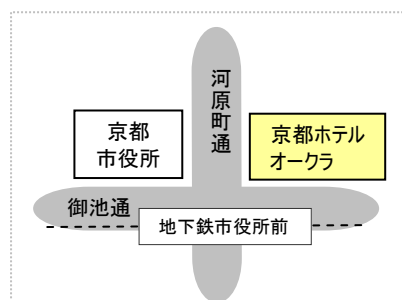 河原町通
京都
市役所
京都ホテル
オークラ
御池通
地下鉄市役所前